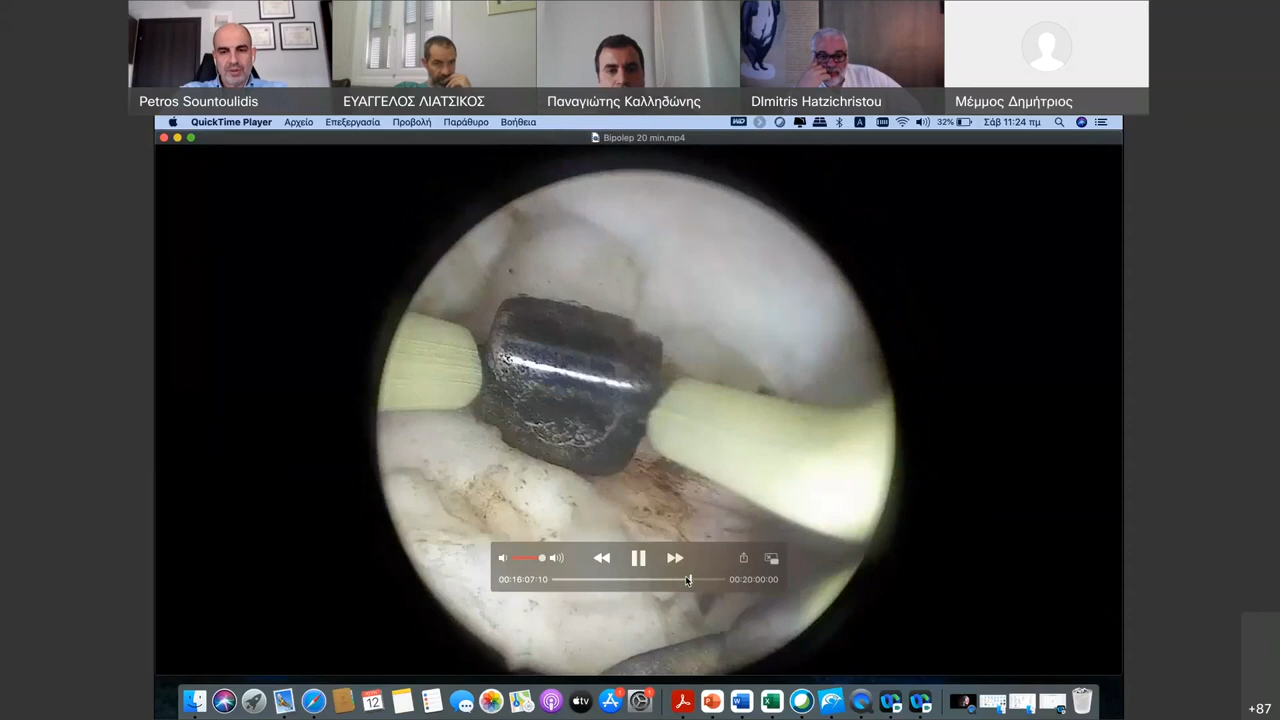 Petros Sountoulidis
ΕΥΑΓΓΕΛΟΣ ΛΙΑΤΣΙΚΟΣ
Παναγιώτης Καλληδώνης
DImitris Hatzichristou
Μέμμος Δημήτριος
QuickTime Player Αρχείο Επεξεργασία Προβολή Παράθυρο Βοήθεια 32% Σάβ 11:24 πμ
Bipolep 20 min.mp4
00:16:07:10 00:20:00:00
12
tv
+87